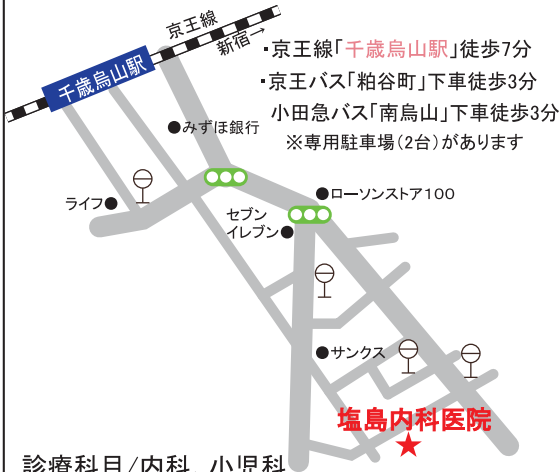 京王線
新宿→
千歳烏山駅
・京王線「千歳烏山駅」徒歩7分
・京王バス「粕谷町」下車徒歩3分
小田急バス「南烏山」下車徒歩3分
※専用駐車場(2台)があります
●みずほ銀行
ライフ●
●ローソンストア100
セブン
イレブン●
●サンクス
塩島内科医院
★
診療科目/内科 小児科